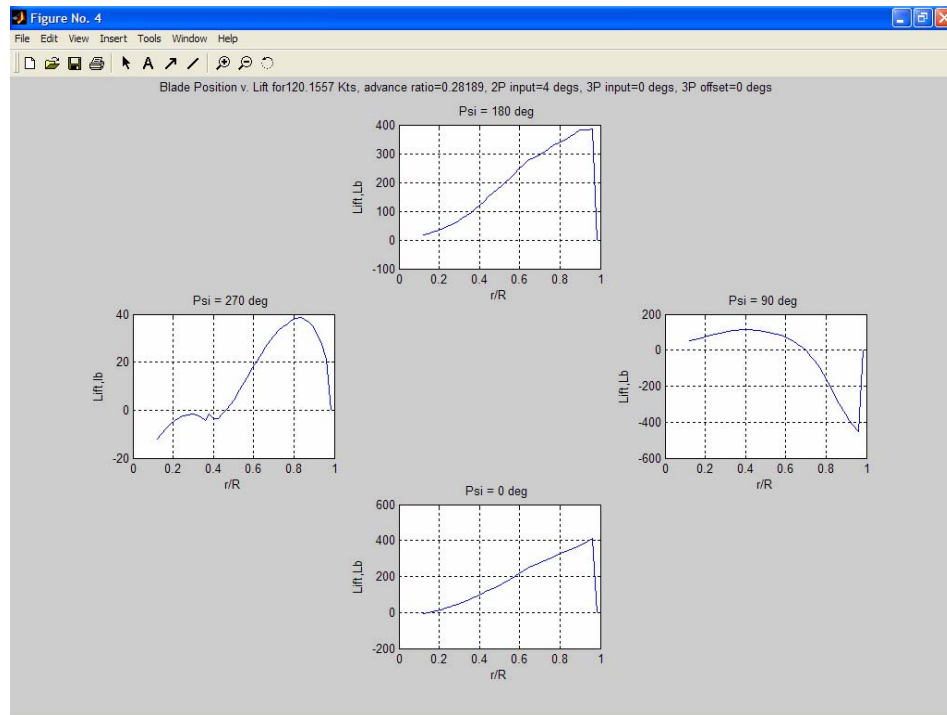 Figure No. 4
File Edit View Insert Tools Window Help
A
Blade Position v. Lift for120.1557 Kts, advance ratio=0.28189, 2P input=4 degs, 3P input=0 degs, 3P offset=0 degs
Psi = 180 deg
400
300
200
100
0
-100
Lift,Lb
0 0.2 0.4 0.6 0.8 1
r/R
Psi = 270 deg
40
20
0
-20
Lift,lb
0 0.2 0.4 0.6 0.8 1
r/R
Psi = 90 deg
200
0
-200
-400
-600
Lift,Lb
0 0.2 0.4 0.6 0.8 1
r/R
Psi = 0 deg
600
400
200
0
-200
Lift,Lb
0 0.2 0.4 0.6 0.8 1
r/R